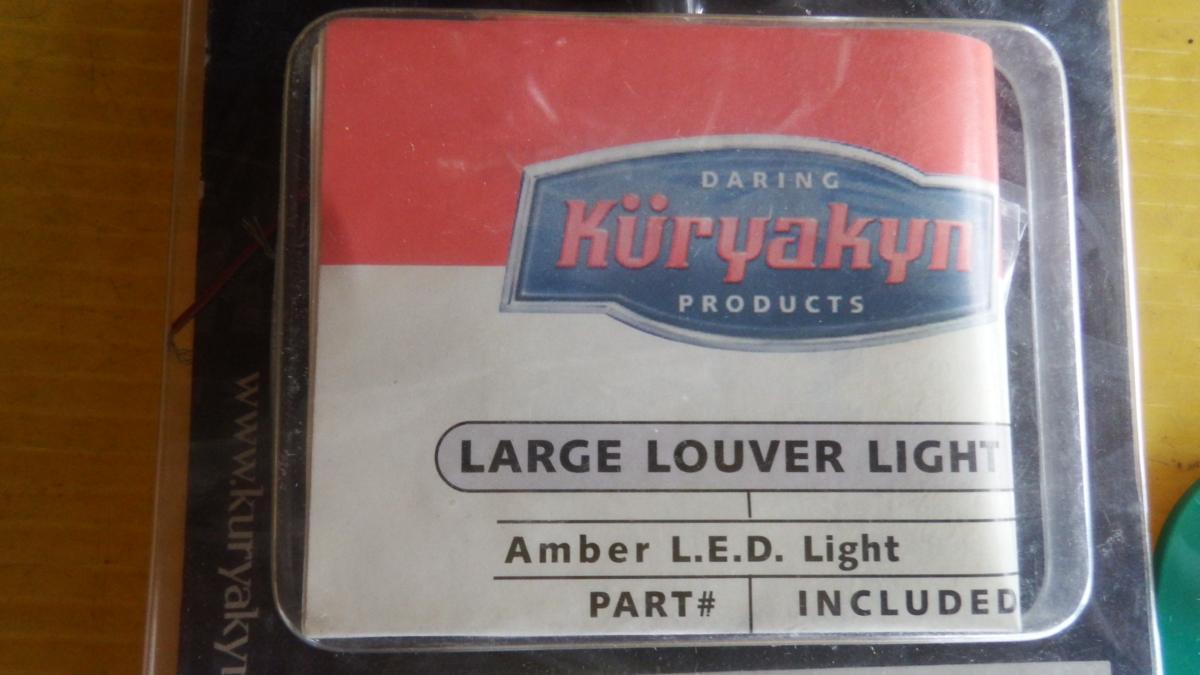 DARING
Küryakyn
PRODUCTS
LARGE LOUVER LIGHT
Amber L.E.D. Light
PART# INCLUDED
www.kuryakyn